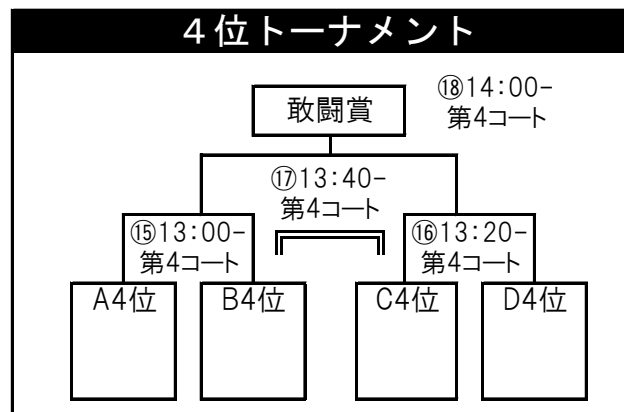 4位トーナメント
敢闘賞
⑱14:00-
第4コート
⑰13:40-
第4コート
⑮13:00-
第4コート
⑯13:20-
第4コート
A4位
B4位
C4位
D4位